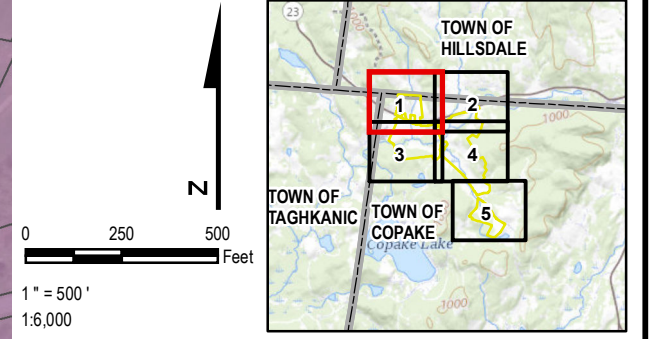 23
1000
TOWN OF
HILLSDALE
1
2
1000
3
4
N
TOWN OF
TAGHKANIC
TOWN OF
COPAKE
5
Copake Lake
0 250 500
Feet
1 " = 500 '
1:6,000
1000